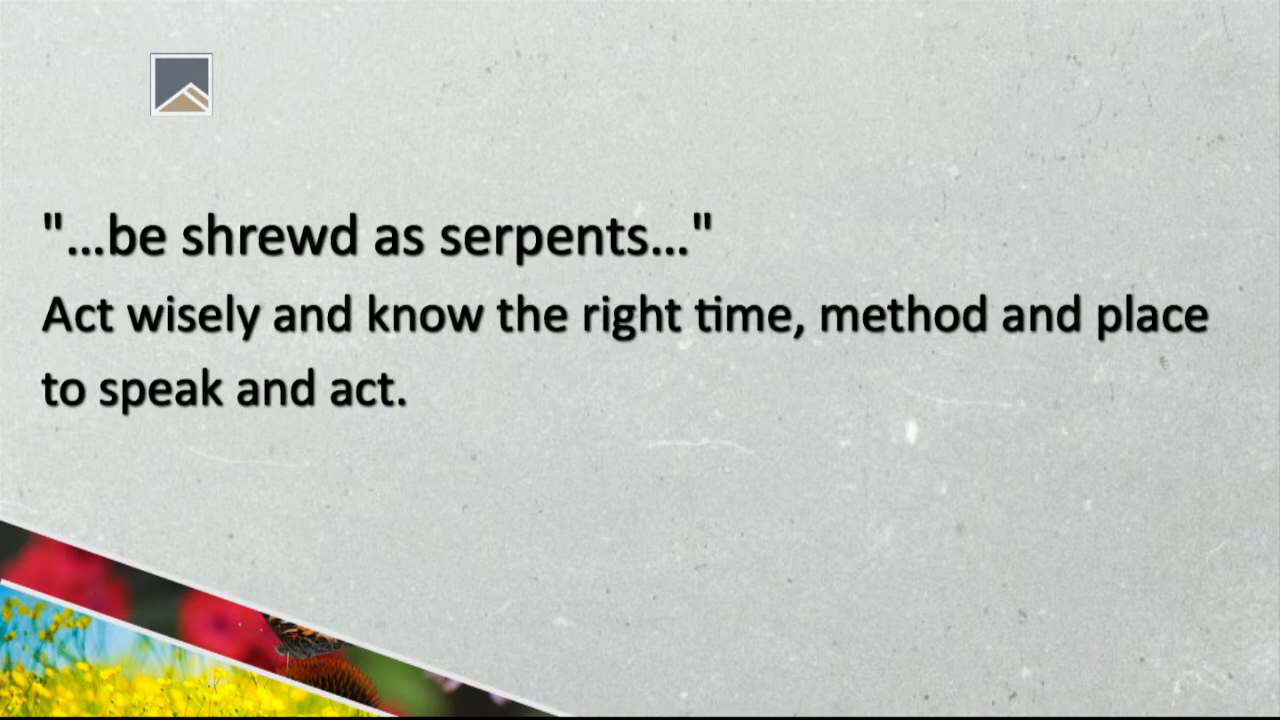 "...be shrewd as serpents..."
Act wisely and know the right time, method and place
to speak and act.